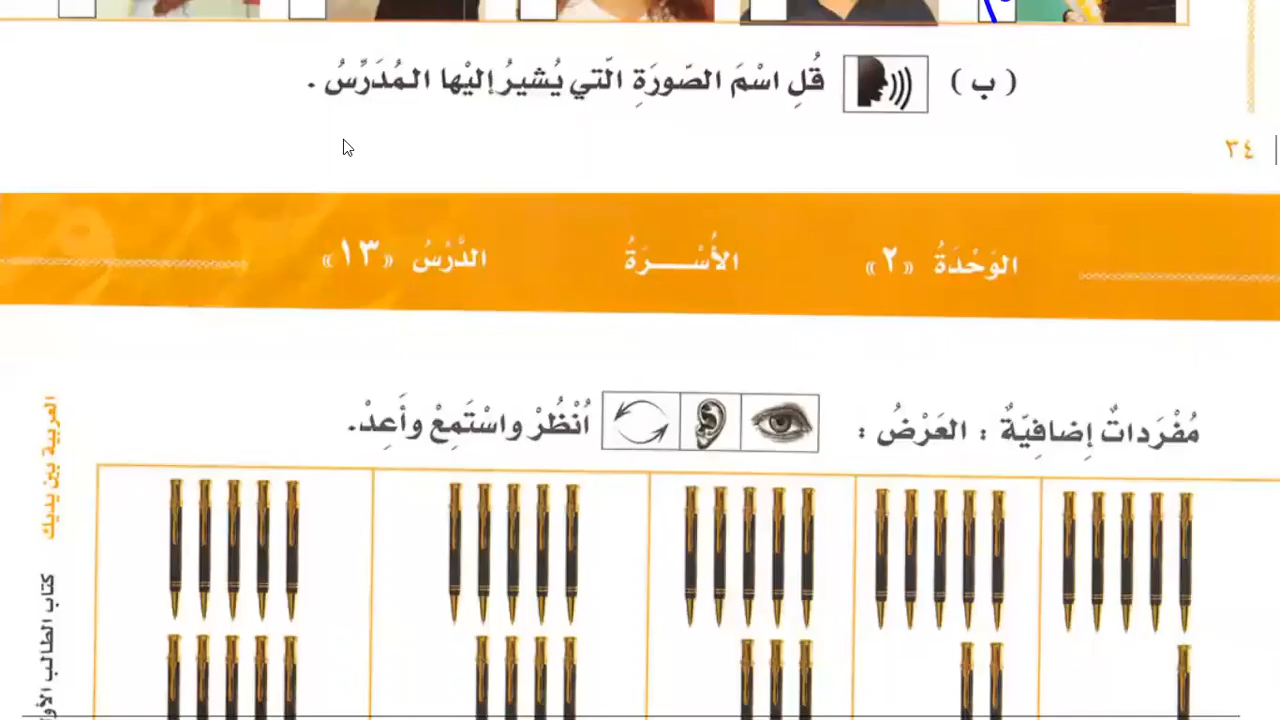 ( ب ) قُلِ اسْمَ الصّورَةِ الّتي يُشيرُ إليْها المُدَرِّسُ .
٣٤
الوَحْدَةُ «٢» الأُسْـــرَةُ الدَّرْسُ «١٣»
مُفْرَداتٌ إضافِيّةٌ : العَرْضُ : اُنْظُرْ واسْتَمِعْ وأَعِدْ.
العربية بين يديك
كتاب الطالب